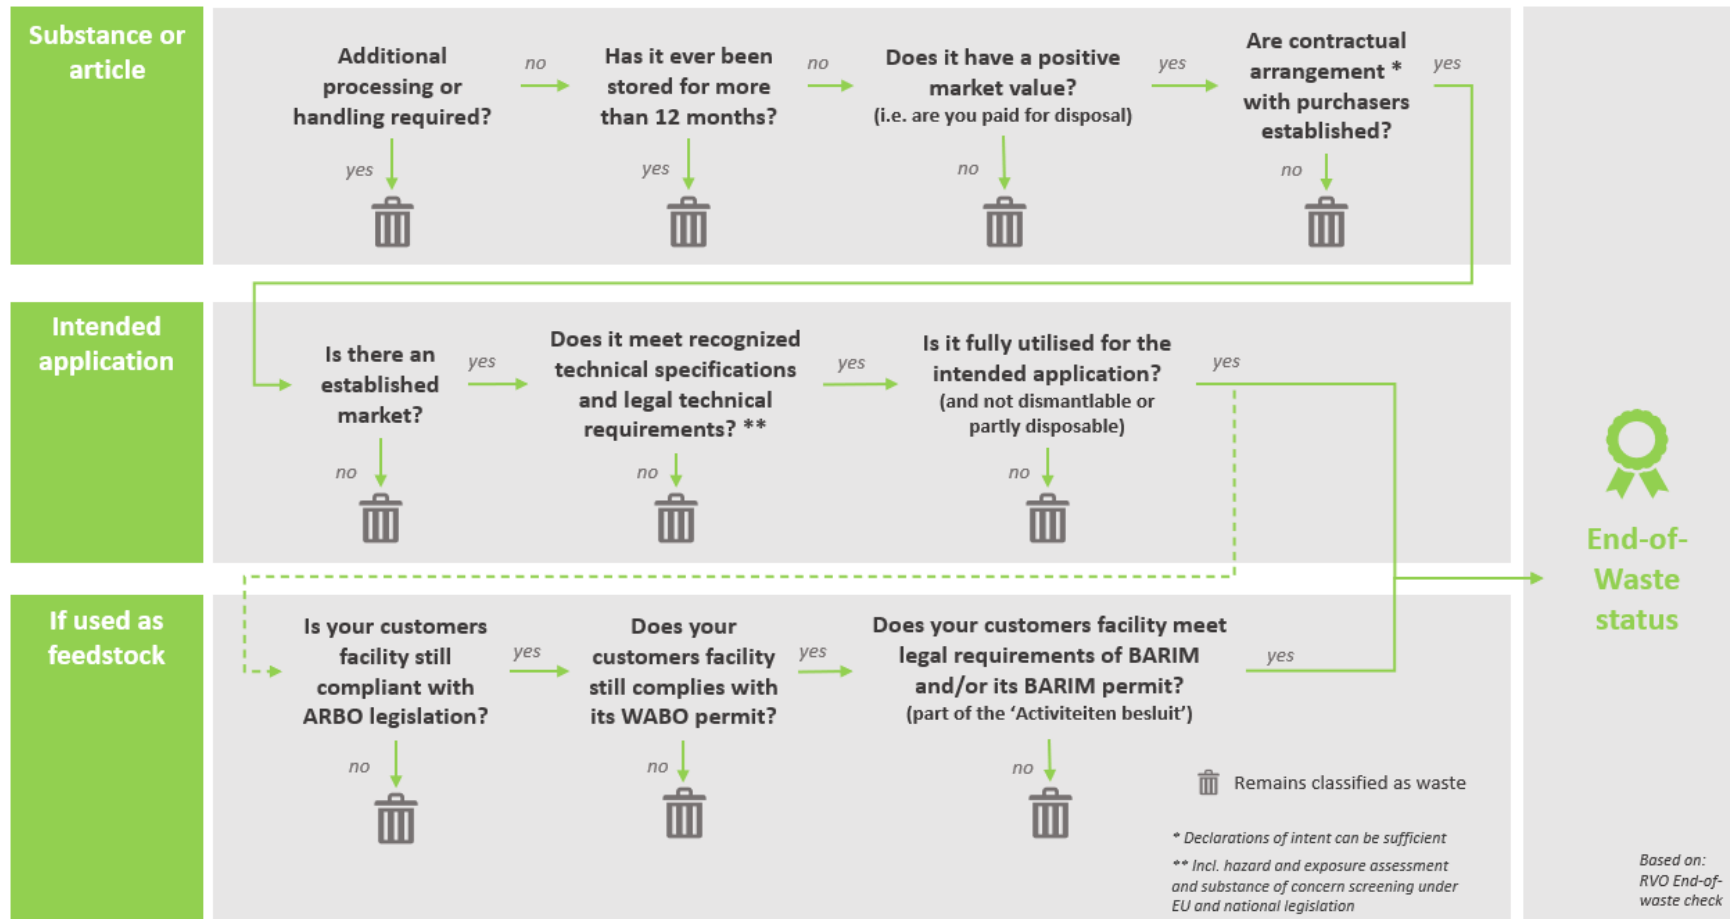 Substance or
article
Additional
processing or
handling required?
no
yes
Has it ever been
stored for more
than 12 months?
no
yes
Does it have a positive
market value?
(i.e. are you paid for disposal)
yes
no
Are contractual
arrangement *
with purchasers
established?
yes
no
Intended
application
Is there an
established
market?
yes
no
Does it meet recognized
technical specifications
and legal technical
requirements? **
yes
no
Is it fully utilised for the
intended application?
(and not dismantlable or
partly disposable)
yes
no
If used as
feedstock
Is your customers
facility still
compliant with
ARBO legislation?
yes
no
Does your
customers facility
still complies with
its WABO permit?
yes
no
Does your customers facility meet
legal requirements of BARIM
and/or its BARIM permit?
(part of the ‘Activiteiten besluit’)
yes
no
Remains classified as waste
* Declarations of intent can be sufficient
** Incl. hazard and exposure assessment
and substance of concern screening under
EU and national legislation
End-of-
Waste
status
Based on:
RVO End-of-
waste check